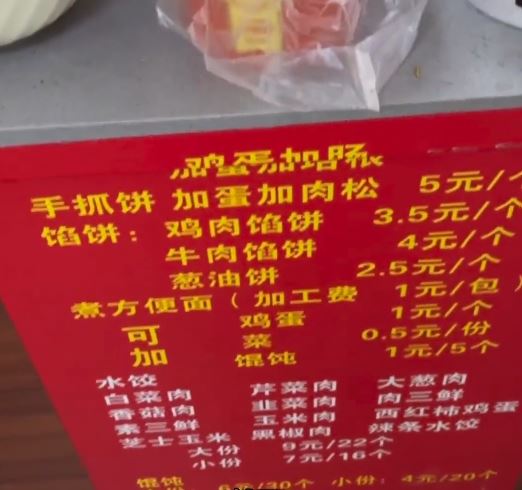 手抓饼 加蛋加肉松 5元/个
馅饼：鸡肉馅饼 3.5元/个
牛肉馅饼 4元/个
葱油饼 2.5元/个
煮方便面（加工费 1元/包）
可加 鸡蛋 1元/个
菜 0.5元/份
馄饨 1元/5个
水饺
白菜肉 芹菜肉 大葱肉
香菇肉 韭菜肉 肉三鲜
素三鲜 玉米肉 西红柿鸡蛋
芝士玉米 黑椒肉 辣条水饺
大份 9元/22个
小份 7元/16个
馄饨 6元/30个 小份：4元/20个